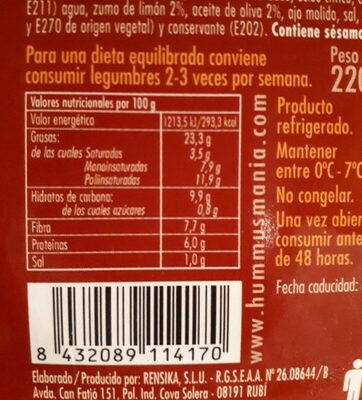 E211) agua, zumo de limón 2%, aceite de oliva 2%, ajo molido, sal,
y E270 de origen vegetal) y conservante (E202). Contiene sésamo
Para una dieta equilibrada conviene
consumir legumbres 2-3 veces por semana.
Valores nutricionales por 100 g
Valor energético 1213,5 kJ/293,3 kcal
Grasas: 23,3 g
de las cuales Saturadas 3,5 g
Monoinsaturadas 7,9 g
Poliinsaturadas 11,9 g
Hidratos de carbono: 9,9 g
de los cuales azúcares 0,8 g
Fibra 7,7 g
Proteínas 6,0 g
Sal 1,0 g
www.hummusmania.com
Peso
220
Producto
refrigerado.
Mantener
entre 0ºC - 7ºC
No congelar.
Una vez abier
consumir ante
de 48 horas.
Fecha caducidad:
8 432089 114170
Elaborado / Producido por: RENSIKA, S.L.U. - R.G.S.E.A.A. Nº 26.08644/B
Avda. Can Fatjó 151, Pol. Ind. Cova Solera - 08191 RUBÍ